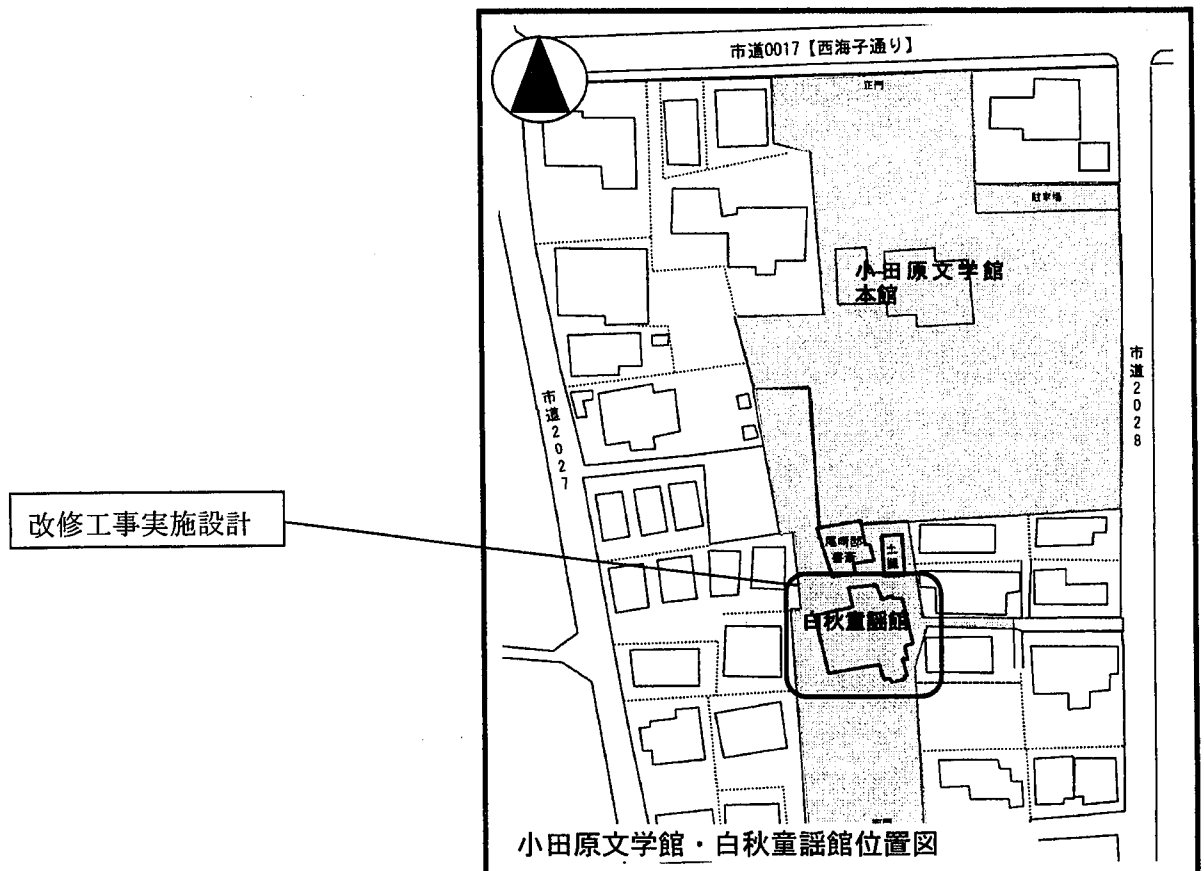 市道0017【西海子通り】
正門
駐車場
小田原文学館
本館
市道2028
市道2027
改修工事実施設計
尾崎邸
書斎
土蔵
白秋童謡館
小田原文学館・白秋童謡館位置図